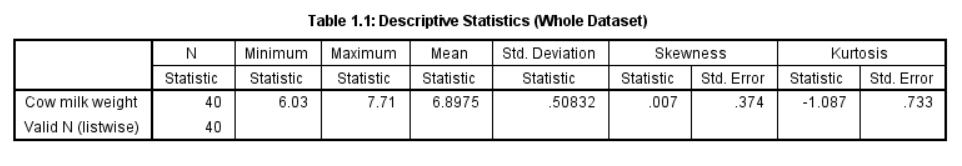 Table 1.1: Descriptive Statistics (Whole Dataset)
N Minimum Maximum Mean Std. Deviation Skewness Kurtosis
Statistic Statistic Statistic Statistic Statistic Statistic Std. Error Statistic Std. Error
Cow milk weight 40 6.03 7.71 6.8975 .50832 .007 .374 -1.087 .733
Valid N (listwise) 40